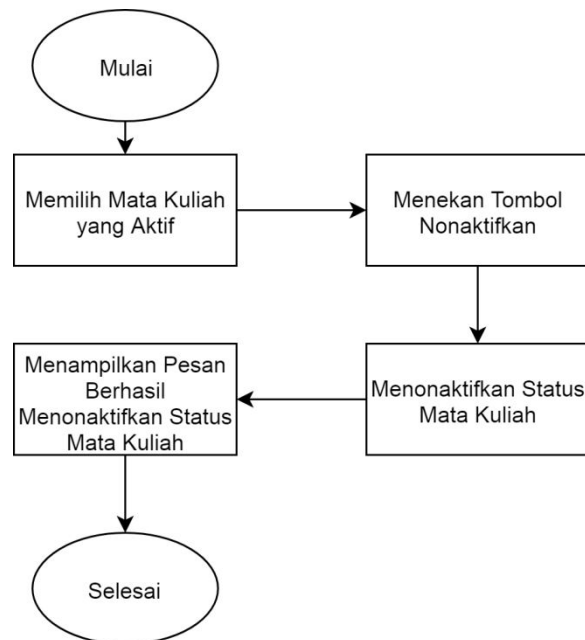 Mulai
Memilih Mata Kuliah
yang Aktif
Menekan Tombol
Nonaktifkan
Menonaktifkan Status
Mata Kuliah
Menampilkan Pesan
Berhasil
Menonaktifkan Status
Mata Kuliah
Selesai